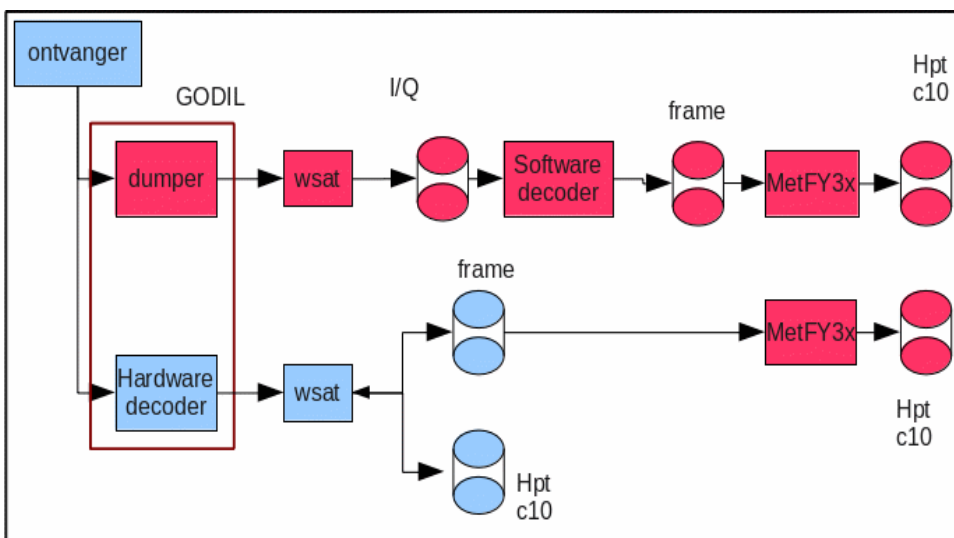 ontvanger
GODIL
I/Q
frame
Hpt
c10
dumper
wsat
Software
decoder
MetFY3x
frame
MetFY3x
Hardware
decoder
wsat
Hpt
c10
Hpt
c10